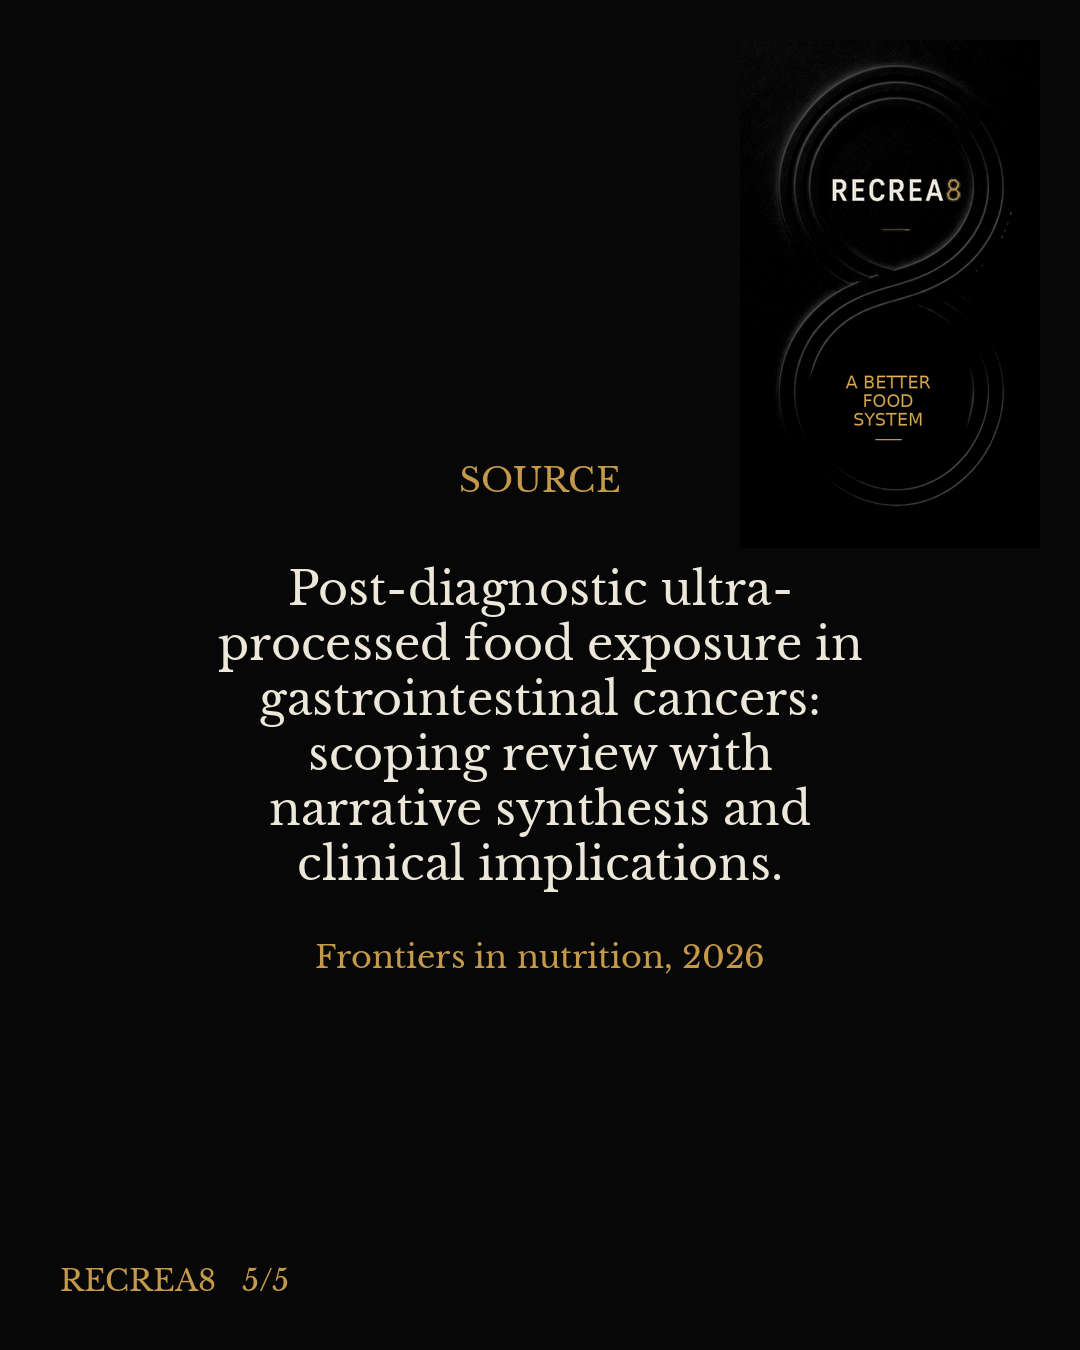 RECREA8
A BETTER
FOOD
SYSTEM
SOURCE
Post-diagnostic ultra-
processed food exposure in
gastrointestinal cancers:
scoping review with
narrative synthesis and
clinical implications.
Frontiers in nutrition, 2026
RECREA8 5/5